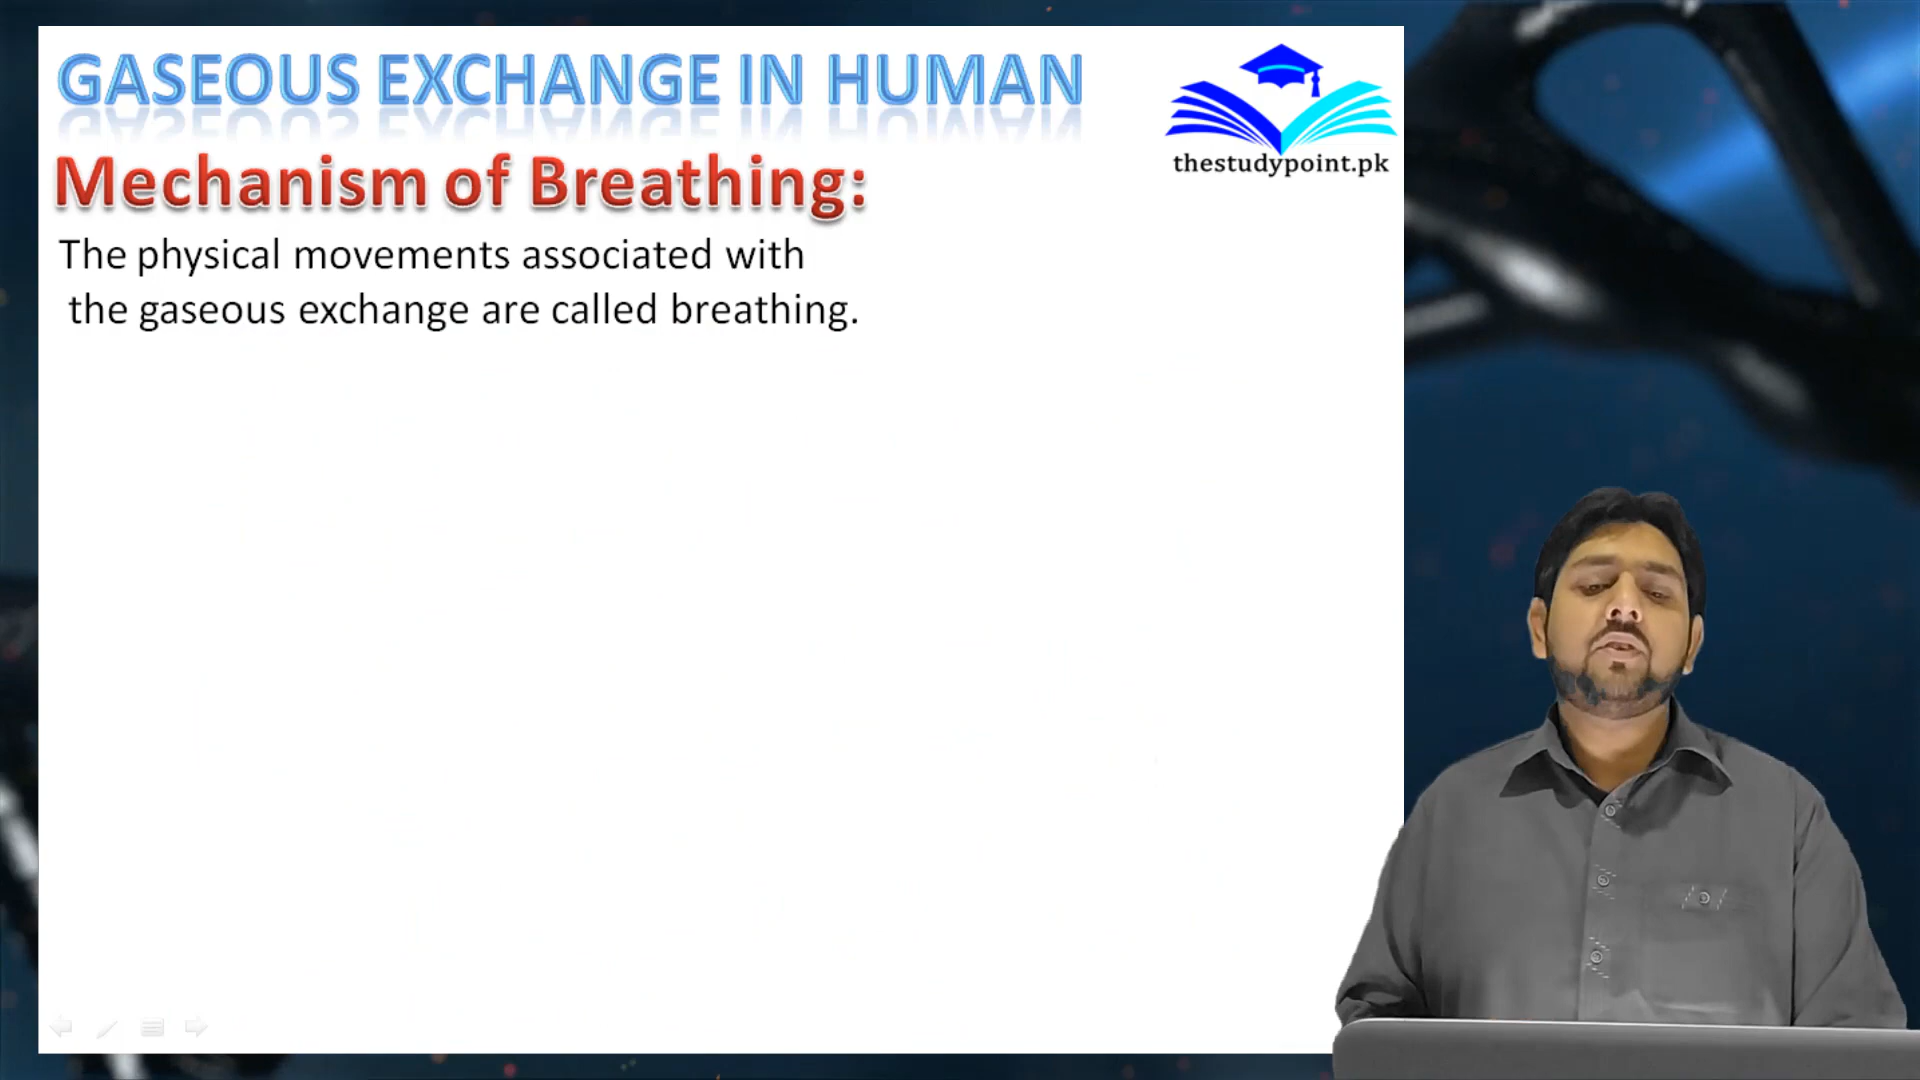 GASEOUS EXCHANGE IN HUMAN
thestudypoint.pk
Mechanism of Breathing:
The physical movements associated with
the gaseous exchange are called breathing.